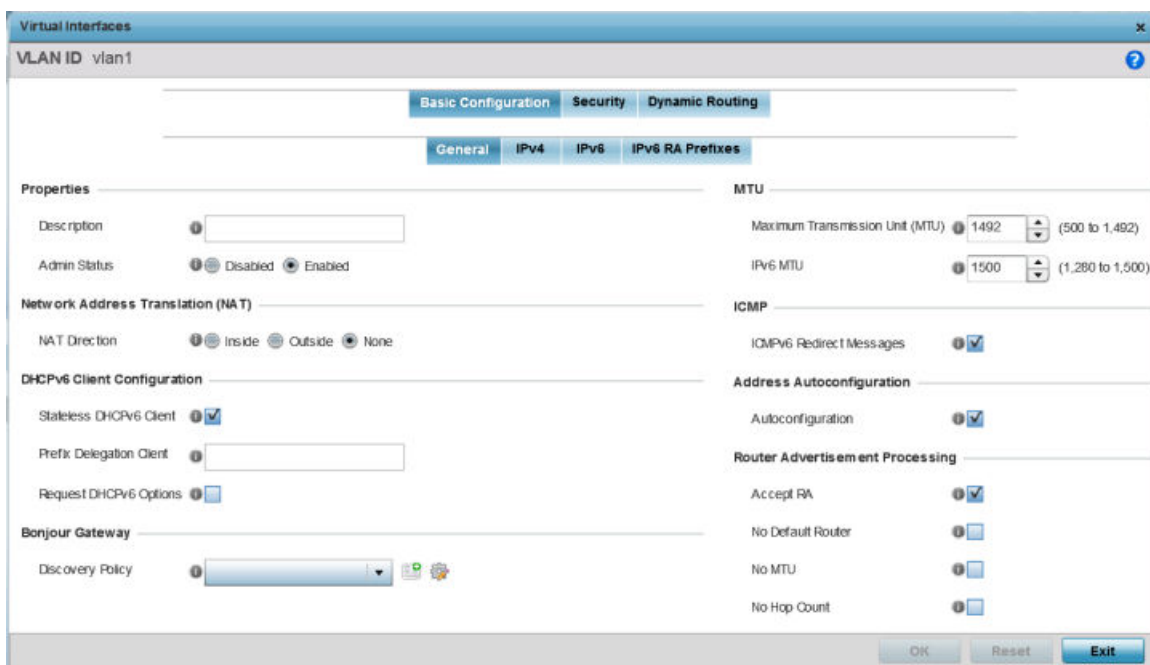 Virtual Interfaces
VLAN ID vlan1
Basic Configuration Security Dynamic Routing
General IPv4 IPv6 IPv6 RA Prefixes
Properties
Description
Admin Status Disabled Enabled
Network Address Translation (NAT)
NAT Direction Inside Outside None
DHCPv6 Client Configuration
Stateless DHCPv6 Client
Prefix Delegation Client
Request DHCPv6 Options
Bonjour Gateway
Discovery Policy
MTU
Maximum Transmission Unit (MTU) 1492 (500 to 1,492)
IPv6 MTU 1500 (1,280 to 1,500)
ICMP
ICMPv6 Redirect Messages
Address Autoconfiguration
Autoconfiguration
Router Advertisement Processing
Accept RA
No Default Router
No MTU
No Hop Count
OK Reset Exit